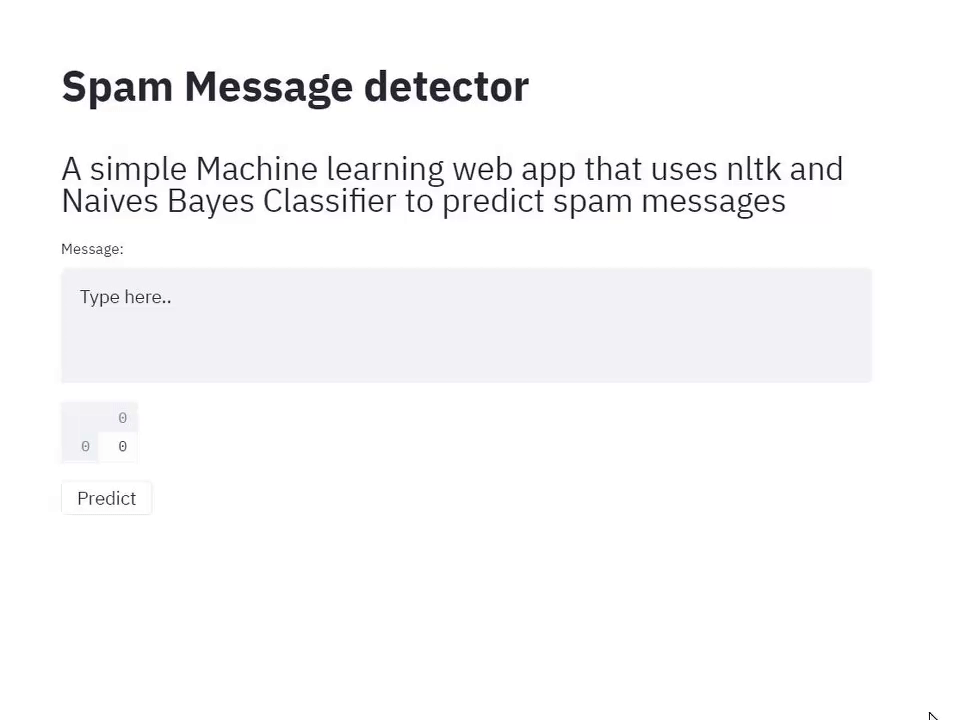 Spam Message detector
A simple Machine learning web app that uses nltk and
Naives Bayes Classifier to predict spam messages
Message:
Type here..
0
0 0
Predict